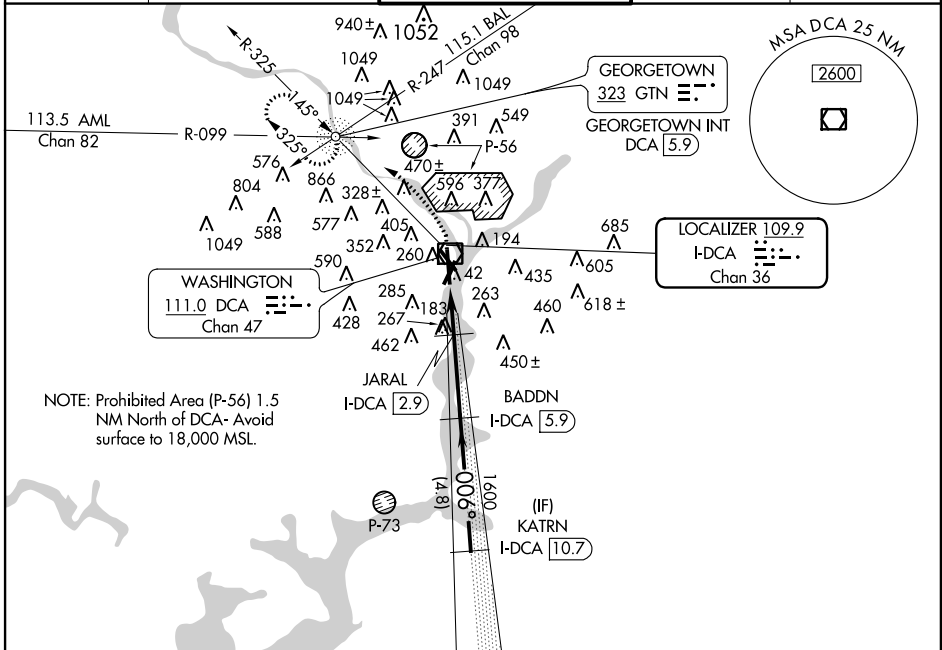 940±
1052
115.1 BAL
Chan 98
R-247
R-325
1049
1049
1049
145°
325°
MSA DCA 25 NM
2600
GEORGETOWN
323 GTN
GEORGETOWN INT
DCA 5.9
113.5 AML
Chan 82
R-099
391
549
P-56
470±
576
596
377
804
866
328±
588
577
405
1049
352
260
194
685
LOCALIZER 109.9
I-DCA
Chan 36
590
42
435
605
WASHINGTON
111.0 DCA
Chan 47
428
285
183
263
460
618±
267
462
450±
JARAL
I-DCA 2.9
BADDN
I-DCA 5.9
NOTE: Prohibited Area (P-56) 1.5
NM North of DCA- Avoid
surface to 18,000 MSL.
P-73
006°
1600
(4.8)
(IF)
KATRN
I-DCA 10.7